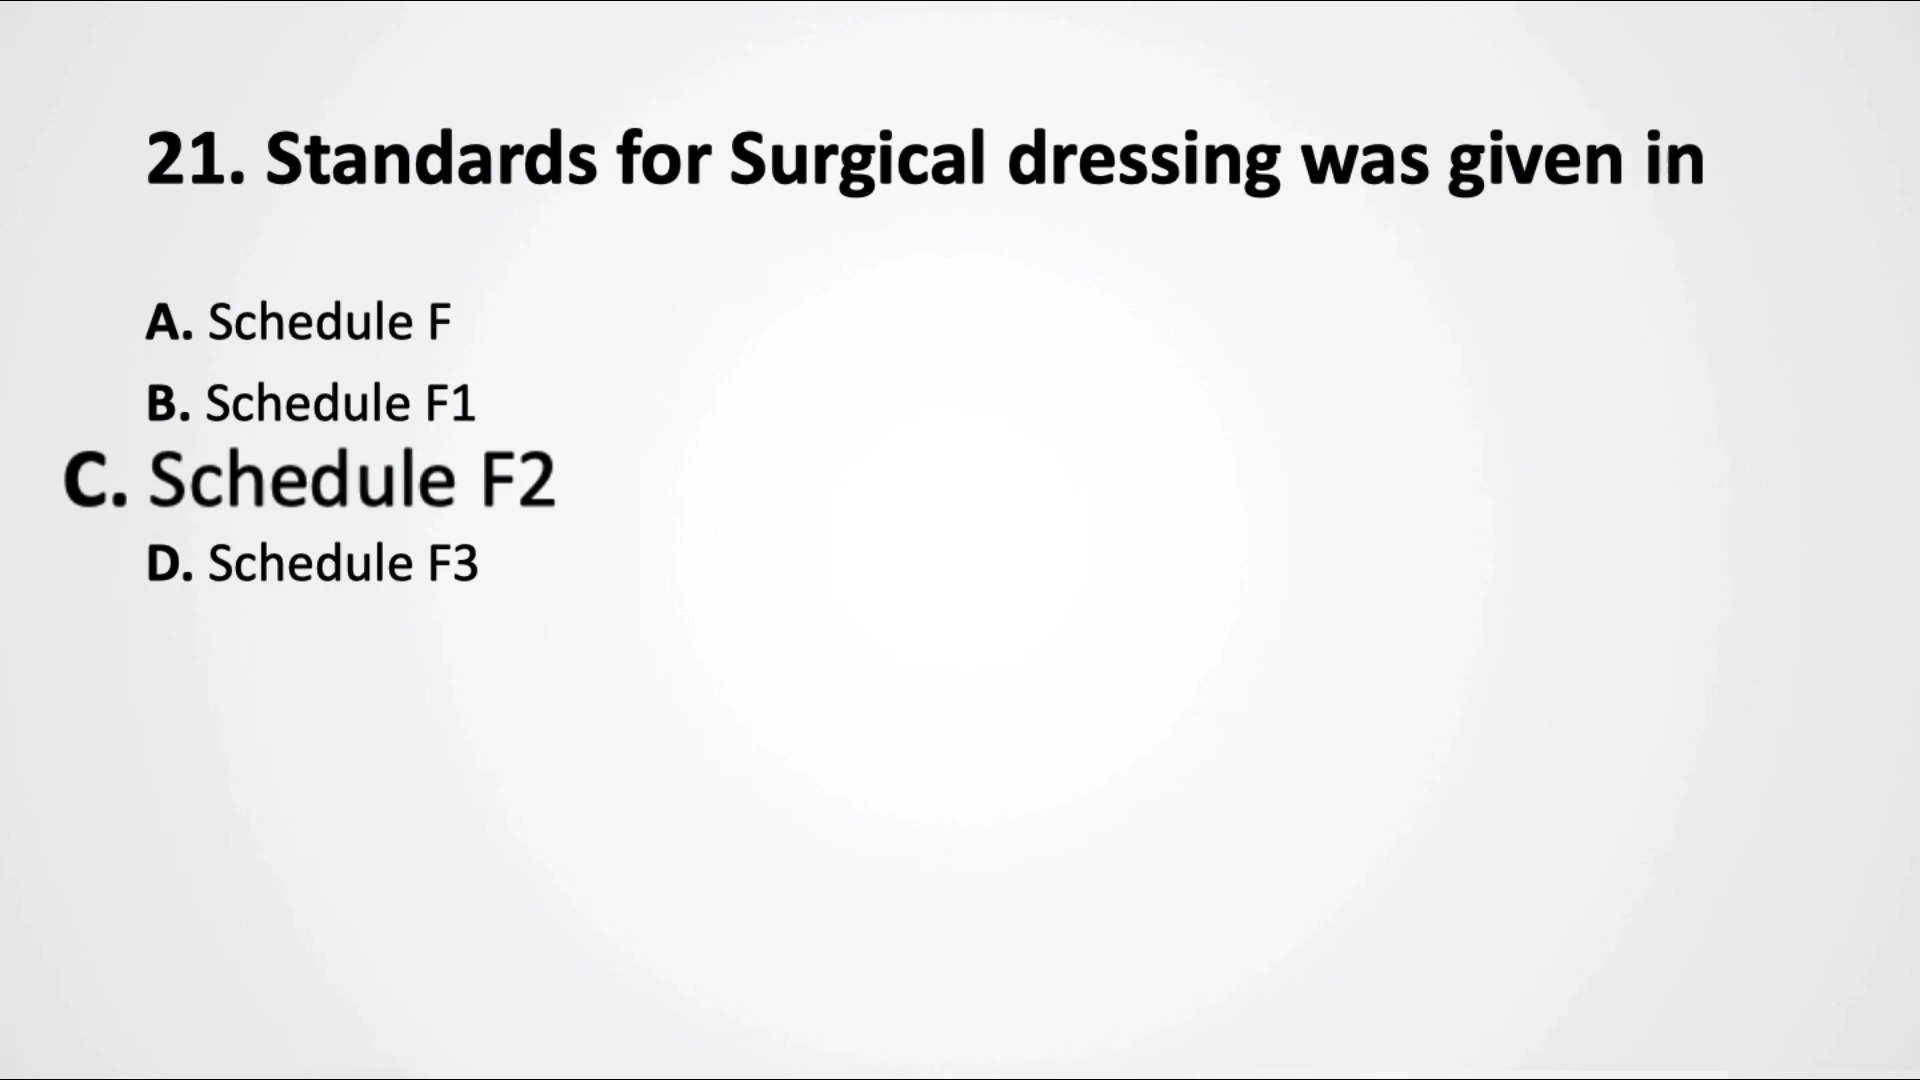 21. Standards for Surgical dressing was given in
A. Schedule F
B. Schedule F1
C. Schedule F2
D. Schedule F3